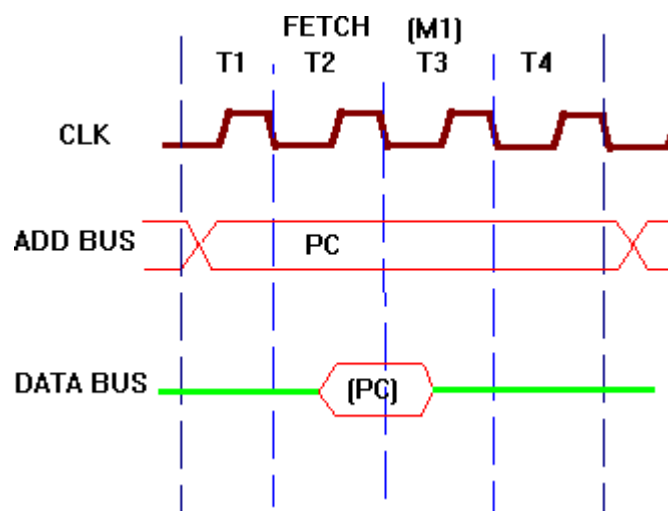 FETCH (M1)
T1 T2 T3 T4
CLK
ADD BUS PC
DATA BUS (PC)